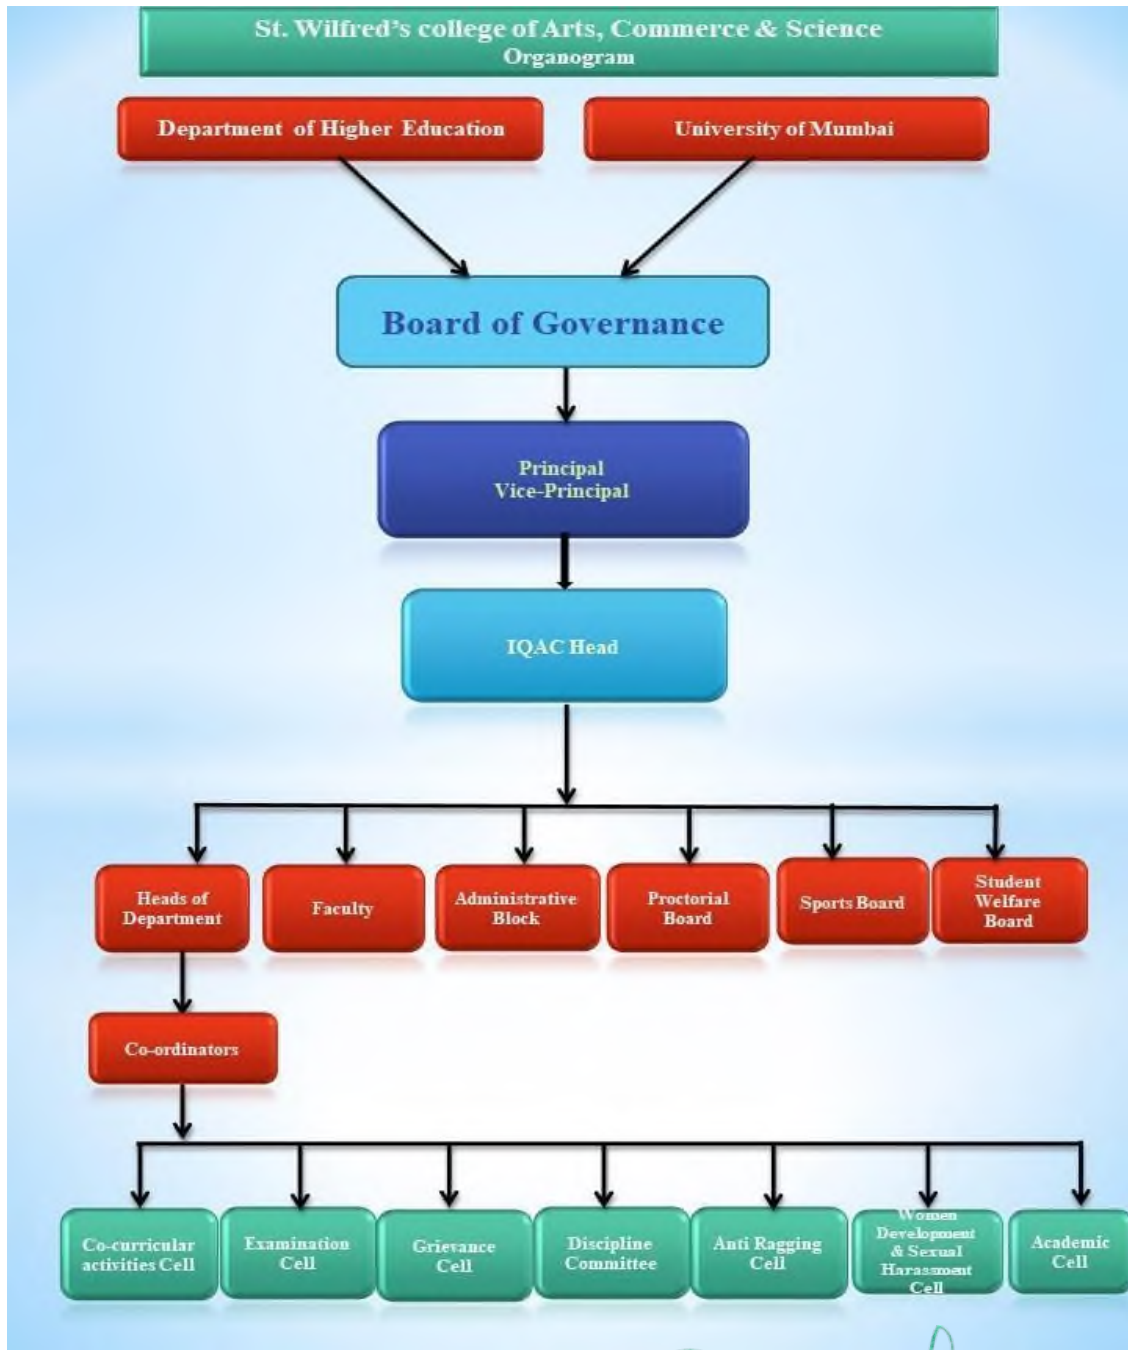 St. Wilfred's college of Arts, Commerce & Science
Organogram
Department of Higher Education
University of Mumbai
Board of Governance
Principal
Vice-Principal
IQAC Head
Heads of
Department
Faculty
Administrative
Block
Proctorial
Board
Sports Board
Student
Welfare
Board
Co-ordinators
Co-curricular
activities Cell
Examination
Cell
Grievance
Cell
Discipline
Committee
Anti Ragging
Cell
Women
Development
& Sexual
Harassment
Cell
Academic
Cell